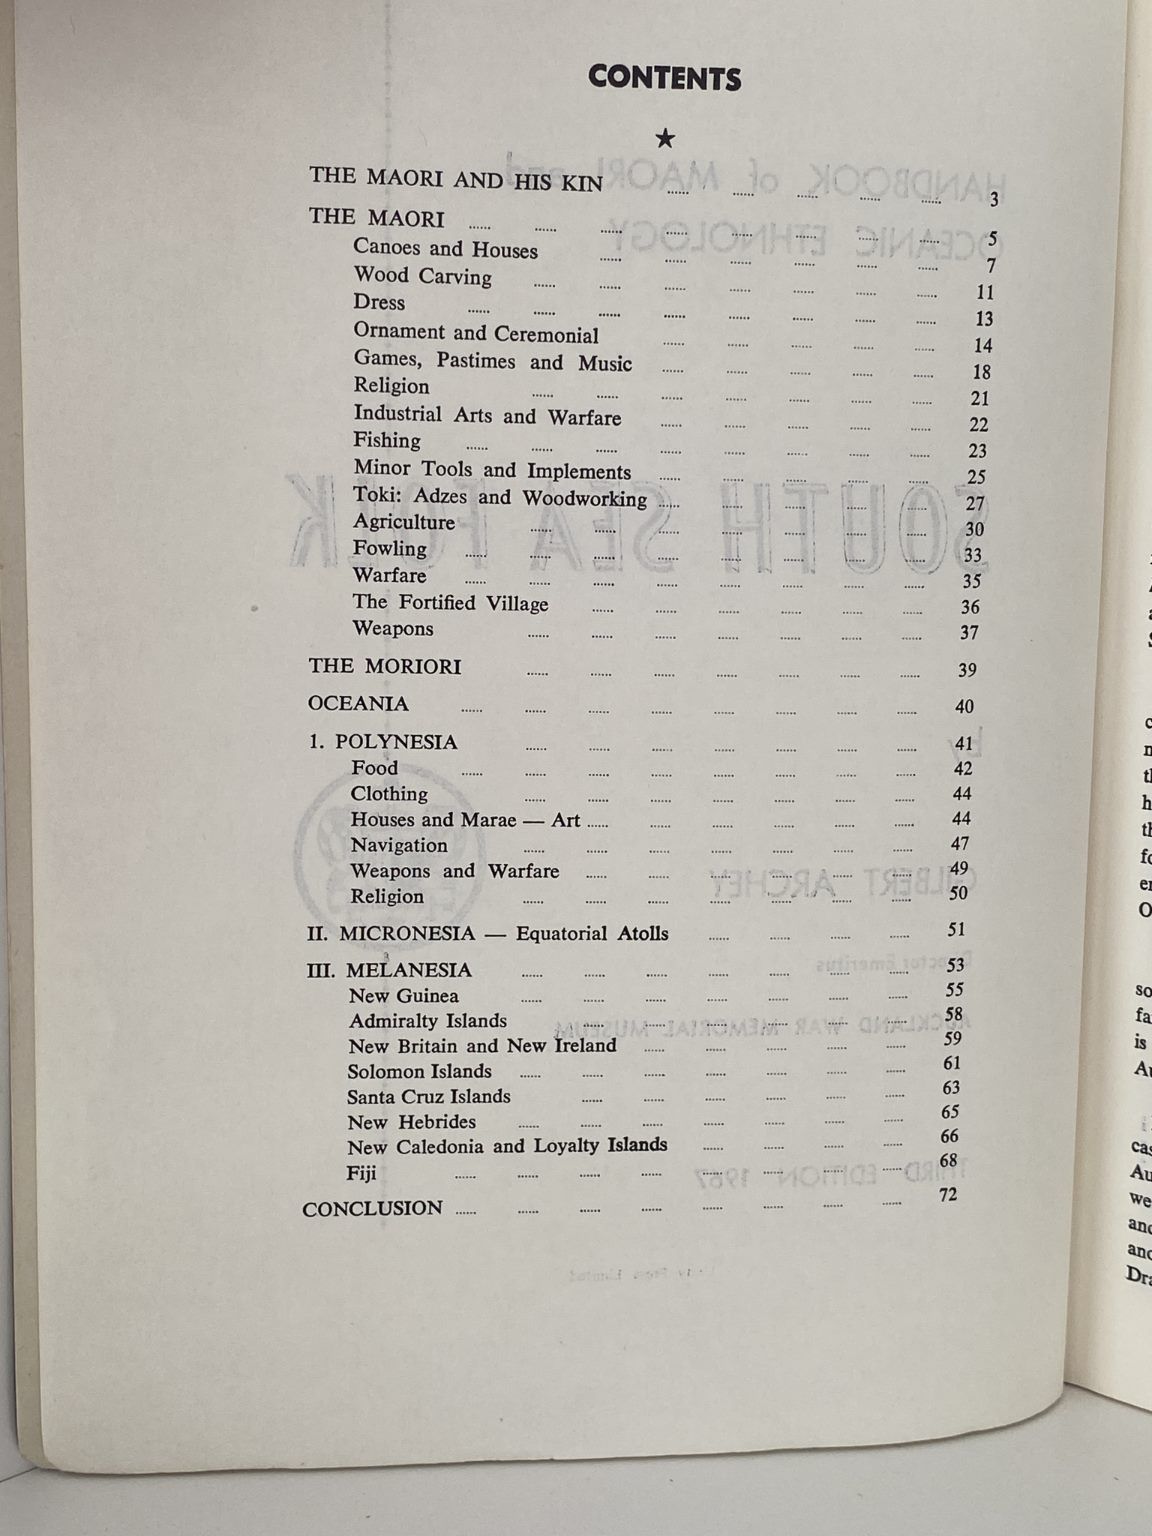 CONTENTS
★
THE MAORI AND HIS KIN ...... ...... ...... ...... ...... 3
THE MAORI ...... ...... ...... ...... ...... ...... ...... ...... 5
Canoes and Houses ...... ...... ...... ...... ...... ...... 7
Wood Carving ...... ...... ...... ...... ...... ...... ...... 11
Dress ...... ...... ...... ...... ...... ...... ...... ...... 13
Ornament and Ceremonial ...... ...... ...... ...... ...... 14
Games, Pastimes and Music ...... ...... ...... ...... ...... 18
Religion ...... ...... ...... ...... ...... ...... ...... 21
Industrial Arts and Warfare ...... ...... ...... ...... ...... 22
Fishing ...... ...... ...... ...... ...... ...... ...... ...... 23
Minor Tools and Implements ...... ...... ...... ...... ...... 25
Toki: Adzes and Woodworking ...... ...... ...... ...... ...... 27
Agriculture ...... ...... ...... ...... ...... ...... ...... 30
Fowling ...... ...... ...... ...... ...... ...... ...... ...... 33
Warfare ...... ...... ...... ...... ...... ...... ...... ...... 35
The Fortified Village ...... ...... ...... ...... ...... ...... 36
Weapons ...... ...... ...... ...... ...... ...... ...... 37
THE MORIORI ...... ...... ...... ...... ...... ...... ...... 39
OCEANIA ...... ...... ...... ...... ...... ...... ...... ...... 40
1. POLYNESIA ...... ...... ...... ...... ...... ...... ...... 41
Food ...... ...... ...... ...... ...... ...... ...... ...... 42
Clothing ...... ...... ...... ...... ...... ...... ...... 44
Houses and Marae — Art ...... ...... ...... ...... ...... ...... 44
Navigation ...... ...... ...... ...... ...... ...... ...... 47
Weapons and Warfare ...... ...... ...... ...... ...... ...... 49
Religion ...... ...... ...... ...... ...... ...... ...... 50
II. MICRONESIA — Equatorial Atolls ...... ...... ...... ...... 51
III. MELANESIA ...... ...... ...... ...... ...... ...... ...... 53
New Guinea ...... ...... ...... ...... ...... ...... ...... 55
Admiralty Islands ...... ...... ...... ...... ...... ...... 58
New Britain and New Ireland ...... ...... ...... ...... ...... 59
Solomon Islands ...... ...... ...... ...... ...... ...... ...... 61
Santa Cruz Islands ...... ...... ...... ...... ...... ...... 63
New Hebrides ...... ...... ...... ...... ...... ...... ...... 65
New Caledonia and Loyalty Islands ...... ...... ...... ...... 66
Fiji ...... ...... ...... ...... ...... ...... ...... ...... 68
CONCLUSION ...... ...... ...... ...... ...... ...... ...... ...... 72